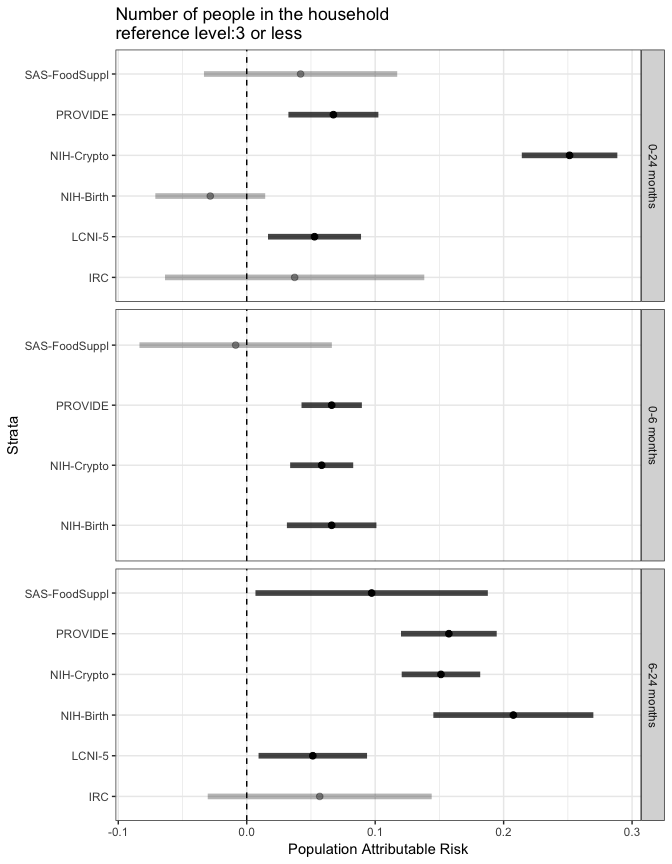 Number of people in the household
reference level:3 or less
SAS-FoodSuppl
PROVIDE
NIH-Crypto
NIH-Birth
LCNI-5
IRC
0-24 months
SAS-FoodSuppl
PROVIDE
NIH-Crypto
NIH-Birth
0-6 months
SAS-FoodSuppl
PROVIDE
NIH-Crypto
NIH-Birth
LCNI-5
IRC
6-24 months
Strata
-0.1 0.0 0.1 0.2 0.3
Population Attributable Risk